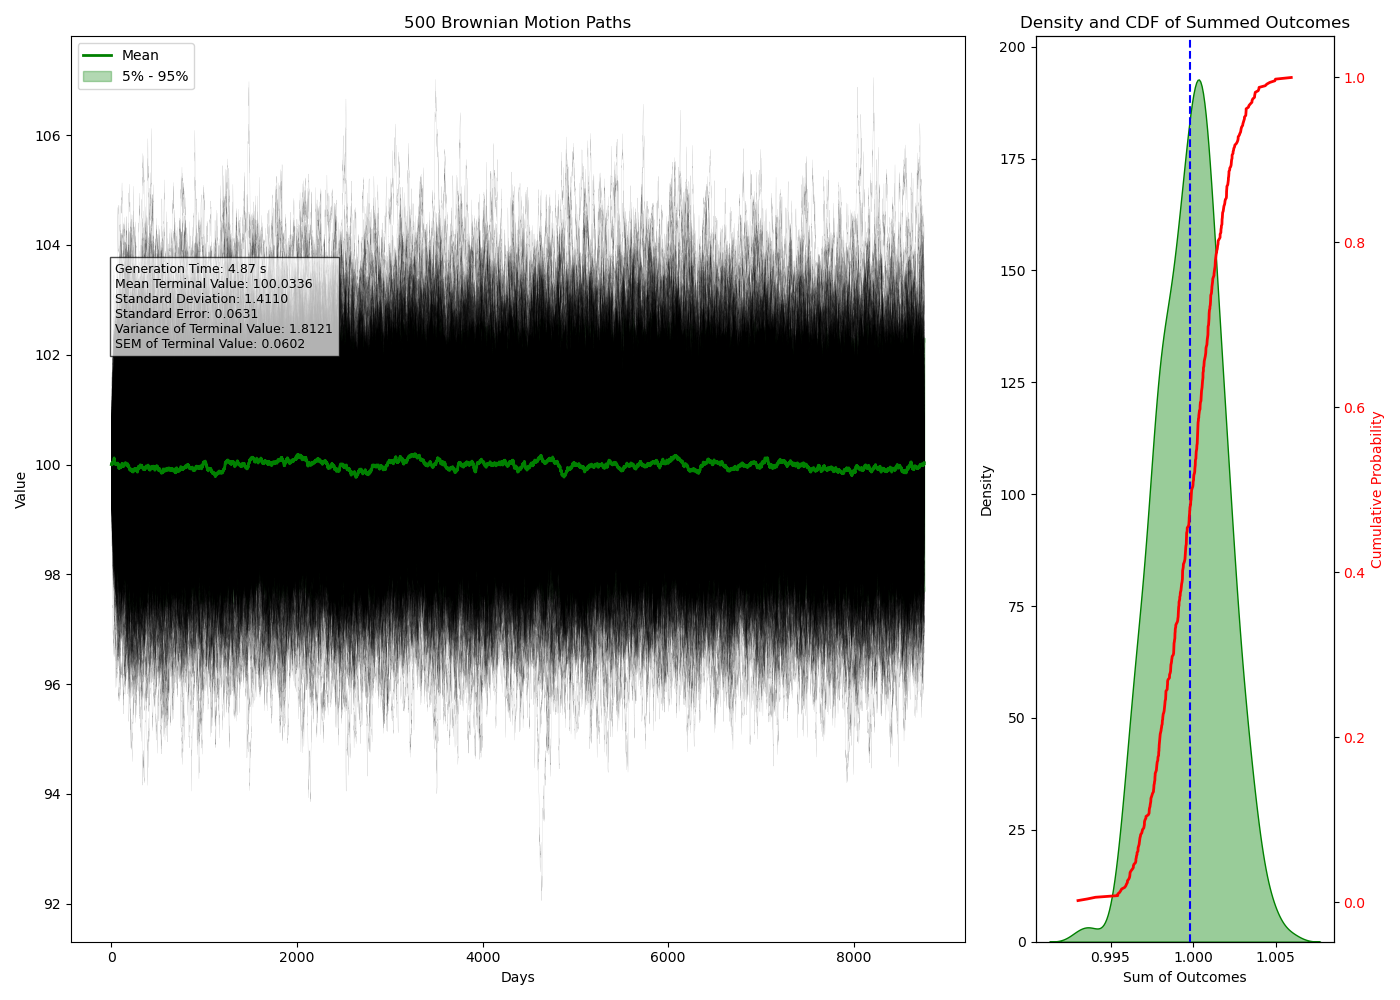 500 Brownian Motion Paths
Mean
5% - 95%
Generation Time: 4.87 s
Mean Terminal Value: 100.0336
Standard Deviation: 1.4110
Standard Error: 0.0631
Variance of Terminal Value: 1.8121
SEM of Terminal Value: 0.0602
106
104
102
100
98
96
94
92
Value
0
2000
4000
6000
8000
Days
Density and CDF of Summed Outcomes
200
175
150
125
100
75
50
25
0
Density
0.995
1.000
1.005
Sum of Outcomes
1.0
0.8
0.6
0.4
0.2
0.0
Cumulative Probability